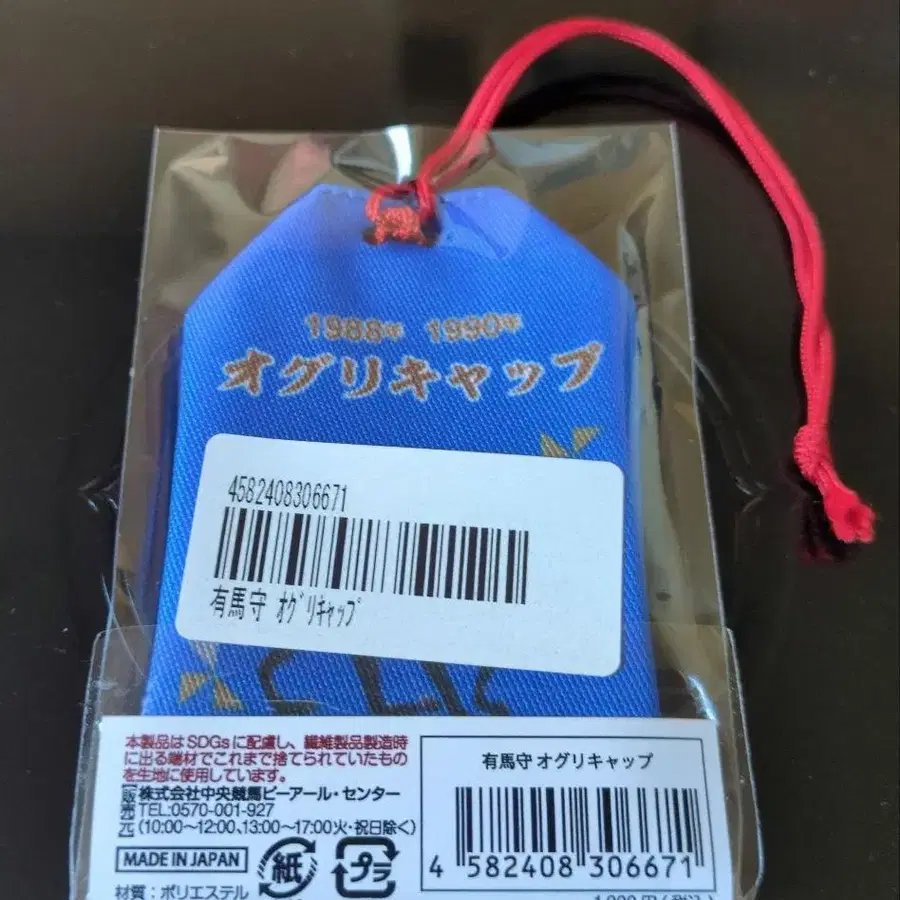 1988年 1990年
オグリキャップ
4582408306671
有馬守 ｵｸﾞﾘｷｬｯﾌﾟ
本製品はSDGsに配慮し、繊維製品製造時
に出る端材でこれまで捨てられていたもの
を生地に使用しています。
販売元 株式会社中央競馬ピーアール・センター
TEL:0570-001-927
(10:00〜12:00、13:00〜17:00火・祝日除く)
MADE IN JAPAN
紙
プラ
材質：ポリエステル
有馬守 オグリキャップ
4 582408 306671